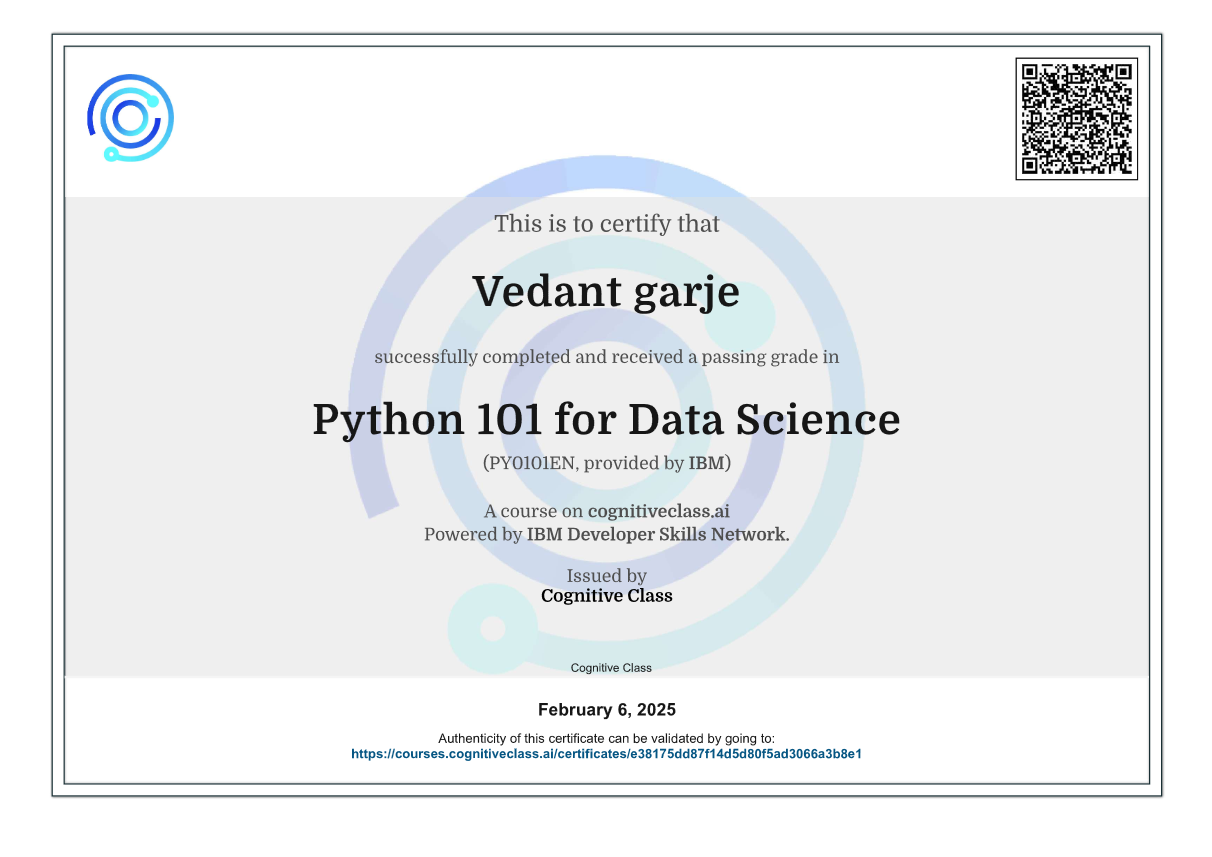 This is to certify that
Vedant garje
successfully completed and received a passing grade in
Python 101 for Data Science
(PY0101EN, provided by IBM)
A course on cognitiveclass.ai
Powered by IBM Developer Skills Network.
Issued by
Cognitive Class
Cognitive Class
February 6, 2025
Authenticity of this certificate can be validated by going to:
https://courses.cognitiveclass.ai/certificates/e38175dd87f14d5d80f5ad3066a3b8e1